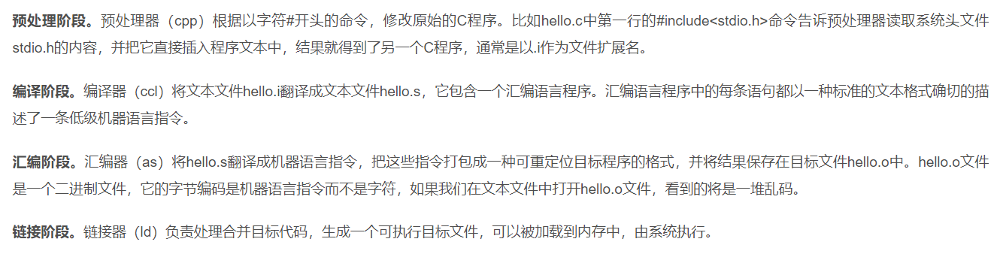 预处理阶段。预处理器（cpp）根据以字符#开头的命令，修改原始的C程序。比如hello.c中第一行的#include<stdio.h>命令告诉预处理器读取系统头文件
stdio.h的内容，并把它直接插入程序文本中，结果就得到了另一个C程序，通常是以.i作为文件扩展名。
编译阶段。编译器（ccl）将文本文件hello.i翻译成文本文件hello.s，它包含一个汇编语言程序。汇编语言程序中的每条语句都以一种标准的文本格式确切的描
述了一条低级机器语言指令。
汇编阶段。汇编器（as）将hello.s翻译成机器语言指令，把这些指令打包成一种可重定位目标程序的格式，并将结果保存在目标文件hello.o中。hello.o文件
是一个二进制文件，它的字节编码是机器语言指令而不是字符，如果我们在文本文件中打开hello.o文件，看到的将是一堆乱码。
链接阶段。链接器（ld）负责处理合并目标代码，生成一个可执行目标文件，可以被加载到内存中，由系统执行。